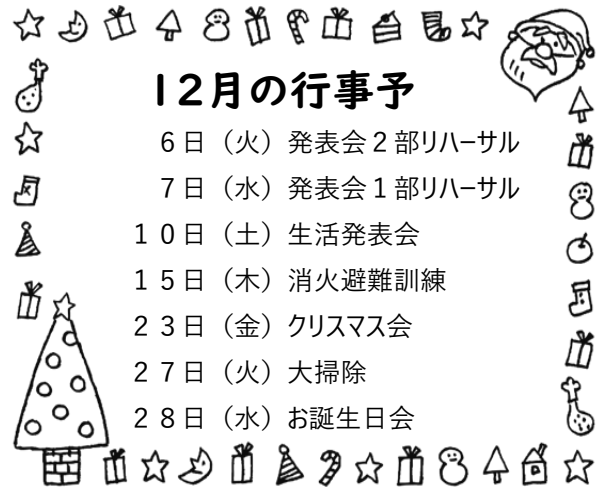 12月の行事予
6日（火）発表会2部リハーサル
7日（水）発表会1部リハーサル
10日（土）生活発表会
15日（木）消火避難訓練
23日（金）クリスマス会
27日（火）大掃除
28日（水）お誕生日会